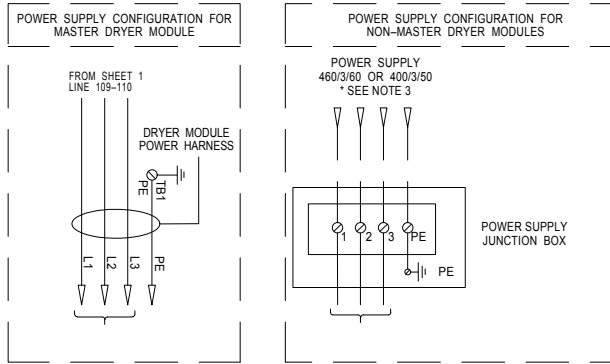 POWER SUPPLY CONFIGURATION FOR
MASTER DRYER MODULE
FROM SHEET 1
LINE 109–110
DRYER MODULE
POWER HARNESS
PE
TB1
L1
L2
L3
PE
POWER SUPPLY CONFIGURATION FOR
NON–MASTER DRYER MODULES
POWER SUPPLY
460/3/60 OR 400/3/50
* SEE NOTE 3
1
2
3
PE
PE
POWER SUPPLY
JUNCTION BOX